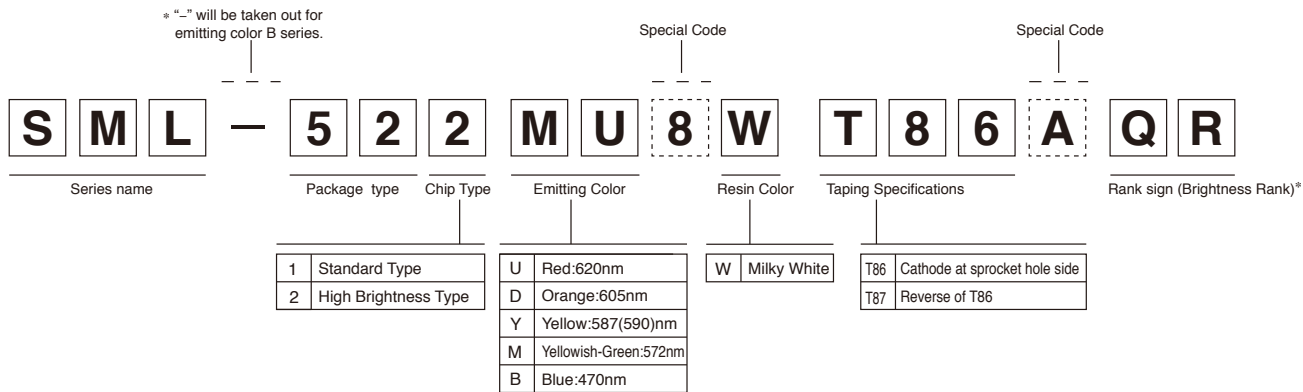 * “–” will be taken out for
emitting color B series.
Special Code
Special Code
S M L – 5 2 2 M U 8 W T 8 6 A Q R
Series name
Package type
Chip Type
Emitting Color
Resin Color
Taping Specifications
Rank sign (Brightness Rank)*
1 Standard Type
2 High Brightness Type
U Red:620nm
D Orange:605nm
Y Yellow:587(590)nm
M Yellowish-Green:572nm
B Blue:470nm
W Milky White
T86 Cathode at sprocket hole side
T87 Reverse of T86